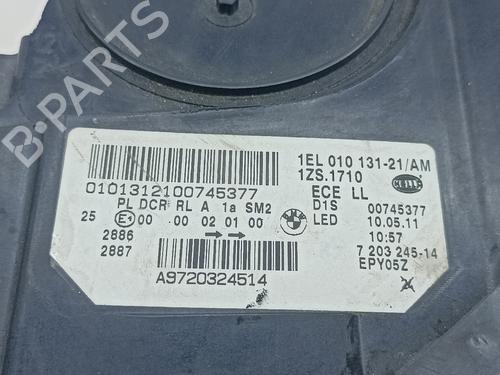 B-PARTS
0101312100745377
PL DCR RL A 1a SM2
25 E1 00 00 02 01 00
2886
2887
A9720324514
1EL 010 131-21/AM
1ZS.1710
ECE LL
HELLA
D1S 00745377
LED 10.05.11
10:57
7 203 245-14
EPY05Z